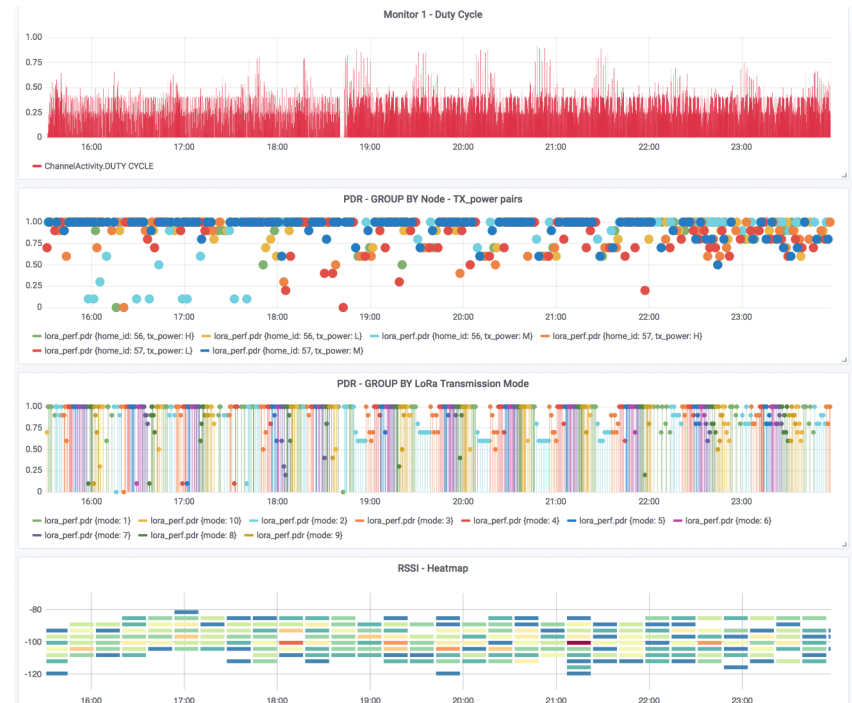 Monitor 1 - Duty Cycle
1.00
0.75
0.50
0.25
0
16:00 17:00 18:00 19:00 20:00 21:00 22:00 23:00
ChannelActivity.DUTY CYCLE
PDR - GROUP BY Node - TX_power pairs
1.00
0.75
0.50
0.25
0
16:00 17:00 18:00 19:00 20:00 21:00 22:00 23:00
lora_perf.pdr {home_id: 56, tx_power: H} lora_perf.pdr {home_id: 56, tx_power: L} lora_perf.pdr {home_id: 56, tx_power: M} lora_perf.pdr {home_id: 57, tx_power: H}
lora_perf.pdr {home_id: 57, tx_power: L} lora_perf.pdr {home_id: 57, tx_power: M}
PDR - GROUP BY LoRa Transmission Mode
1.00
0.75
0.50
0.25
0
16:00 17:00 18:00 19:00 20:00 21:00 22:00 23:00
lora_perf.pdr {mode: 1} lora_perf.pdr {mode: 10} lora_perf.pdr {mode: 2} lora_perf.pdr {mode: 3} lora_perf.pdr {mode: 4} lora_perf.pdr {mode: 5} lora_perf.pdr {mode: 6}
lora_perf.pdr {mode: 7} lora_perf.pdr {mode: 8} lora_perf.pdr {mode: 9}
RSSI - Heatmap
-80
-100
-120
16:00 17:00 18:00 19:00 20:00 21:00 22:00 23:00